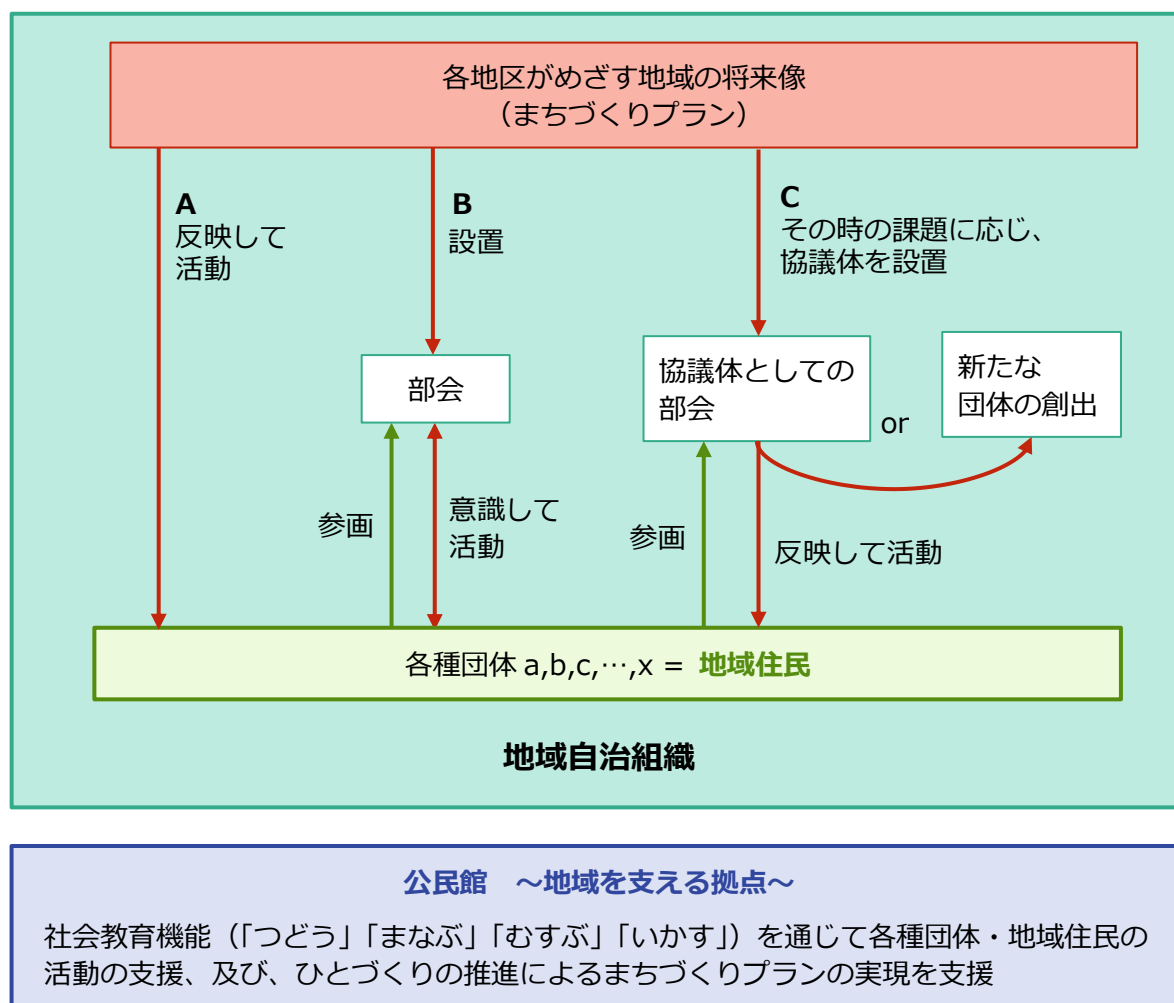 各地区がめざす地域の将来像
（まちづくりプラン）
A
反映して
活動
B
設置
C
その時の課題に応じ、
協議体を設置
部会
協議体としての
部会
or
新たな
団体の創出
参画
意識して
活動
参画
反映して活動
各種団体 a,b,c,…,x = 地域住民
地域自治組織
公民館　～地域を支える拠点～
社会教育機能（「つどう」「まなぶ」「むすぶ」「いかす」）を通じて各種団体・地域住民の
活動の支援、及び、ひとづくりの推進によるまちづくりプランの実現を支援